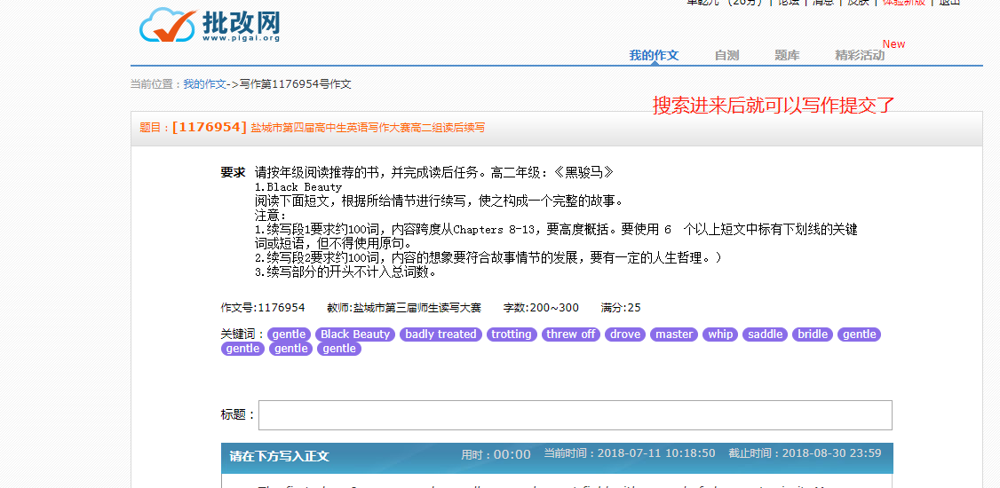 批改网
www.pigai.org
(26分) | 论坛 | 消息 | 皮肤 | 体验新版 | 退出
New
我的作文 自测 题库 精彩活动
当前位置：我的作文->写作第1176954号作文
搜索进来后就可以写作提交了
题目：[1176954] 盐城市第四届高中生英语写作大赛高二组读后续写
要求 请按年级阅读推荐的书，并完成读后任务。高二年级：《黑骏马》
1.Black Beauty
阅读下面短文，根据所给情节进行续写，使之构成一个完整的故事。
注意：
1.续写段1要求约100词，内容跨度从Chapters 8-13，要高度概括。要使用 6 个以上短文中标有下划线的关键
词或短语，但不得使用原句。
2.续写段2要求约100词，内容的想象要符合故事情节的发展，要有一定的人生哲理。）
3.续写部分的开头不计入总词数。
作文号:1176954 教师:盐城市第三届师生读写大赛 字数:200~300 满分:25
关键词：gentle Black Beauty badly treated trotting threw off drove master whip saddle bridle gentle
gentle gentle gentle
标题：
请在下方写入正文 用时：00:00 当前时间：2018-07-11 10:18:50 截止时间：2018-08-30 23:59